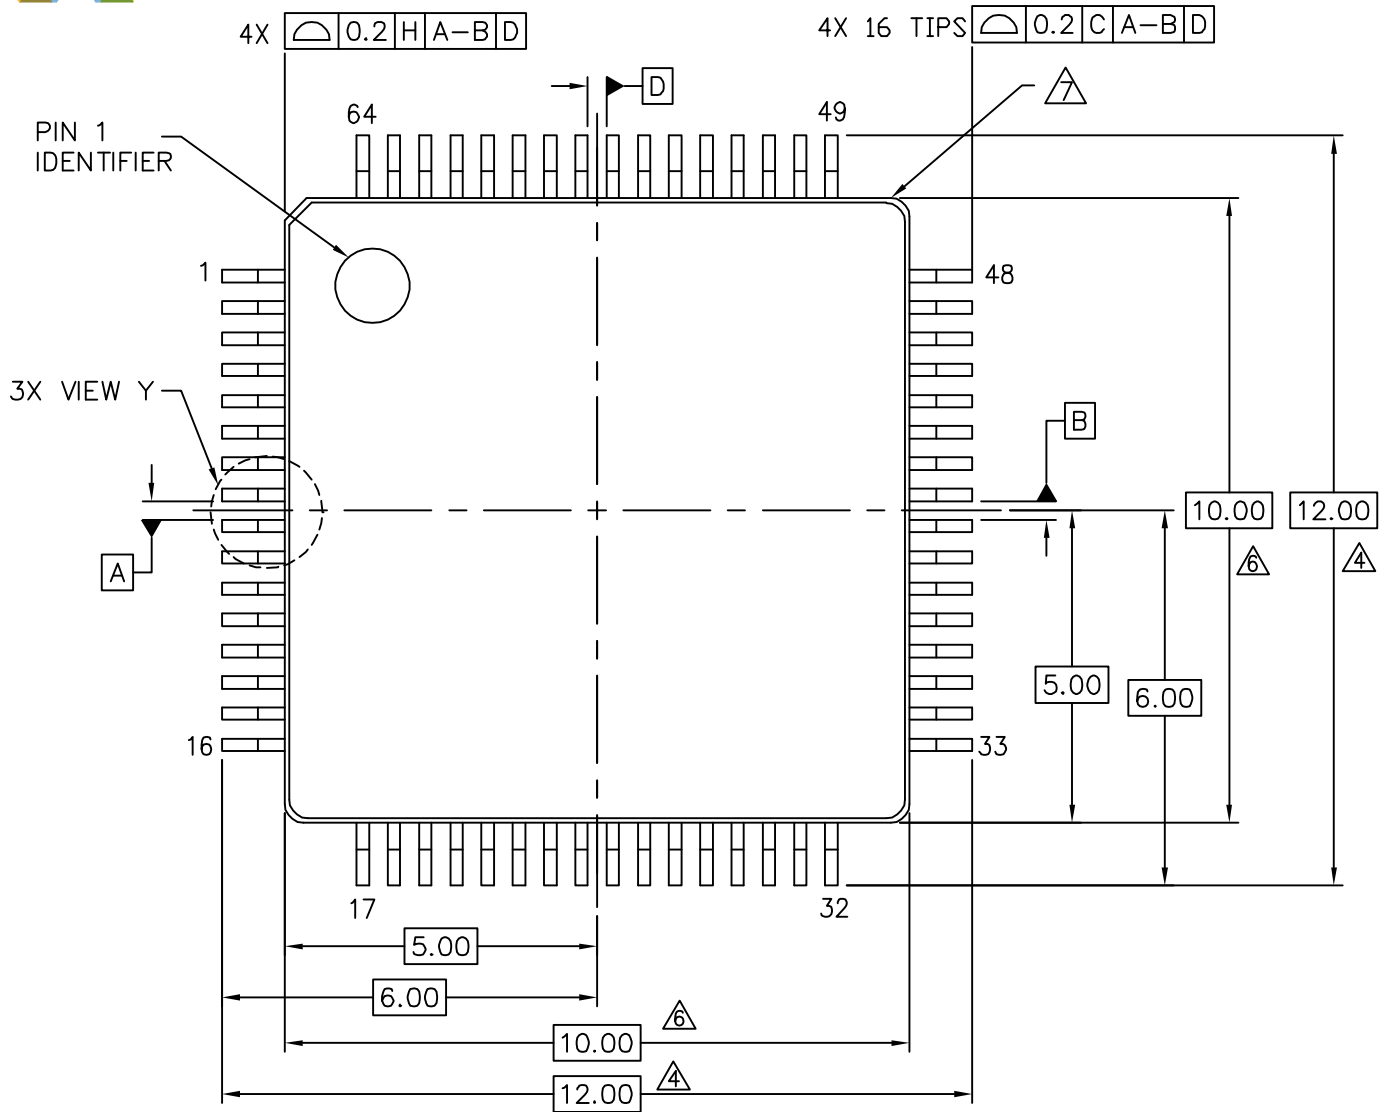 4X ⌓ 0.2 H A-B D
4X 16 TIPS ⌓ 0.2 C A-B D
D
7
64
49
PIN 1
IDENTIFIER
1
48
3X VIEW Y
B
A
10.00
12.00
6
4
5.00
6.00
16
33
17
32
5.00
6.00
10.00
6
12.00
4